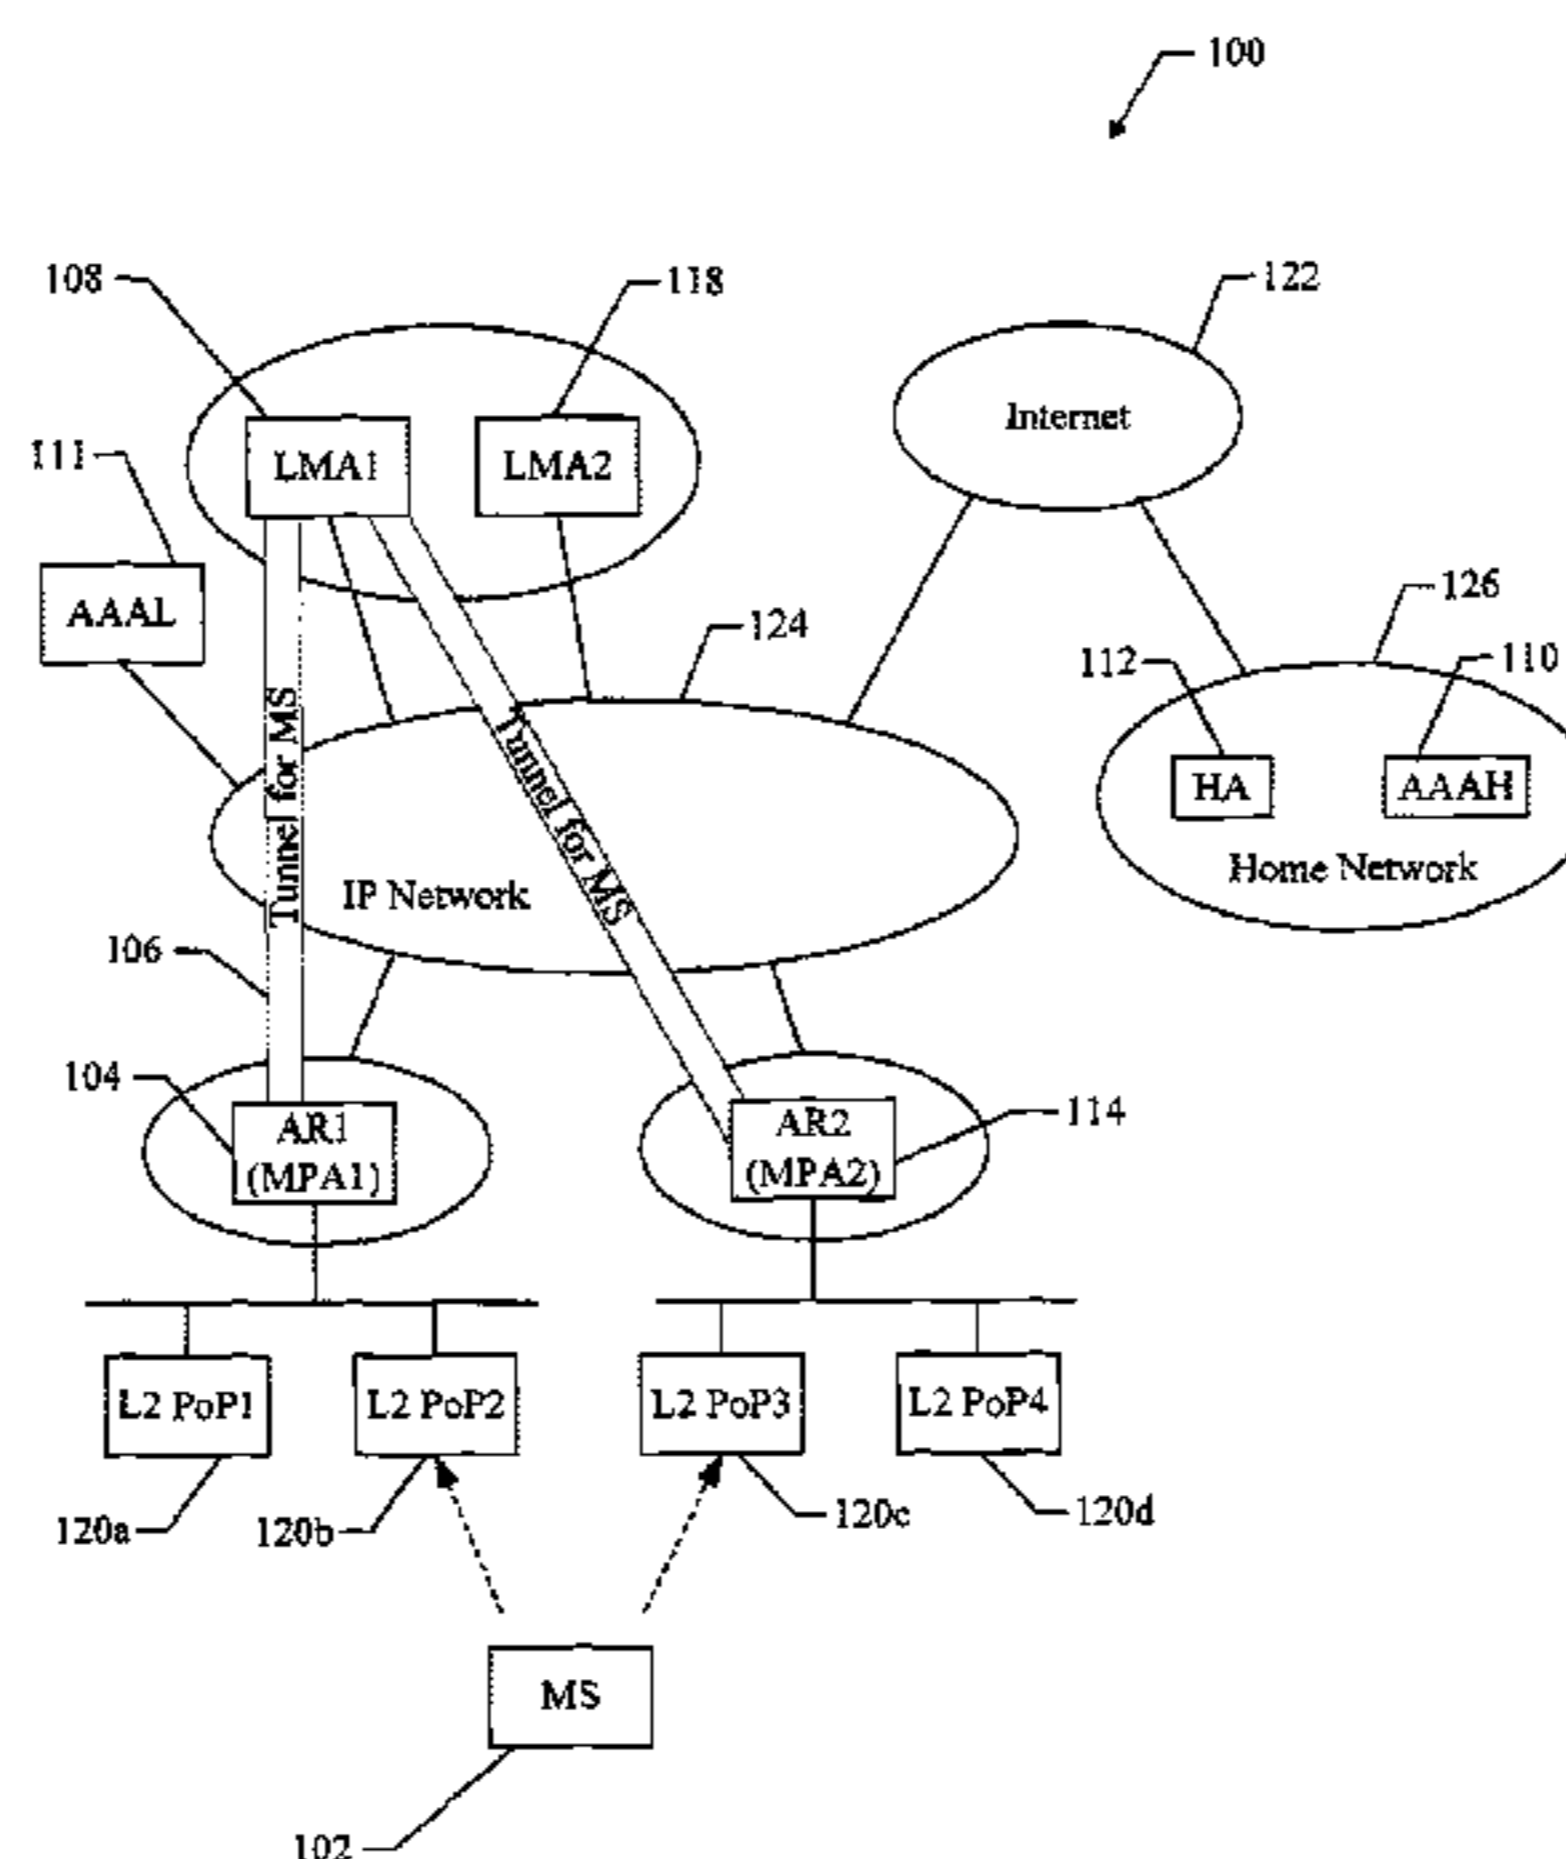 100
108
118
122
Internet
LMA1
LMA2
111
AAAL
124
126
112
110
HA
AAAH
Home Network
Tunnel for MS
Tunnel for MS
IP Network
106
104
AR1
(MPA1)
AR2
(MPA2)
114
L2 PoP1
L2 PoP2
L2 PoP3
L2 PoP4
120a
120b
120c
120d
MS
102